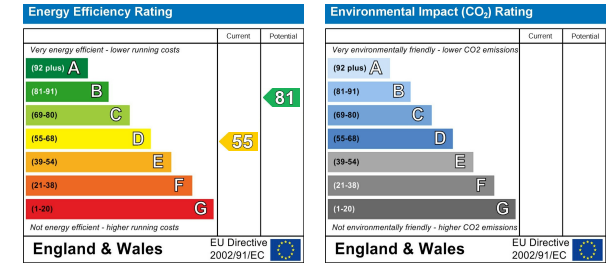 Energy Efficiency Rating
Current Potential
Very energy efficient - lower running costs
(92 plus) A
(81-91) B
81
(69-80) C
(55-68) D
55
(39-54) E
(21-38) F
(1-20) G
Not energy efficient - higher running costs
England & Wales
EU Directive
2002/91/EC
Environmental Impact (CO2) Rating
Current Potential
Very environmentally friendly - lower CO2 emissions
(92 plus) A
(81-91) B
(69-80) C
(55-68) D
(39-54) E
(21-38) F
(1-20) G
Not environmentally friendly - higher CO2 emissions
England & Wales
EU Directive
2002/91/EC